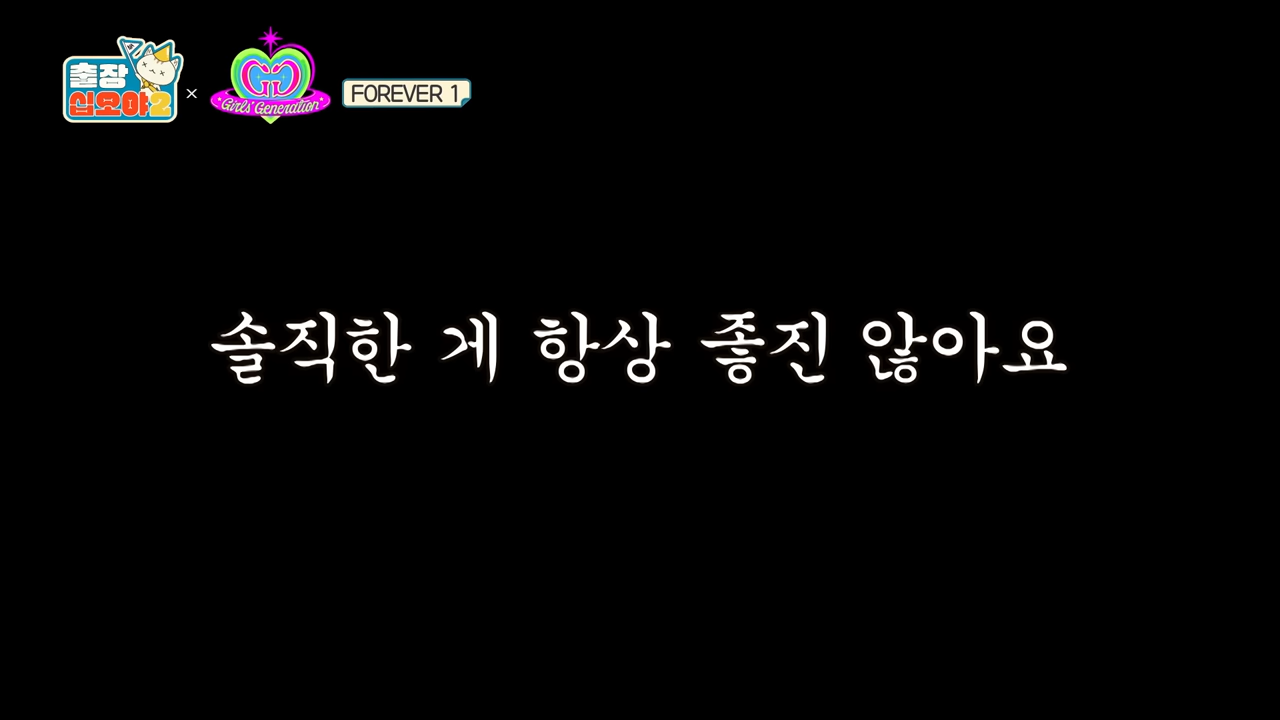 출장
십오야2
×
GG
Girls' Generation
FOREVER 1
솔직한 게 항상 좋진 않아요